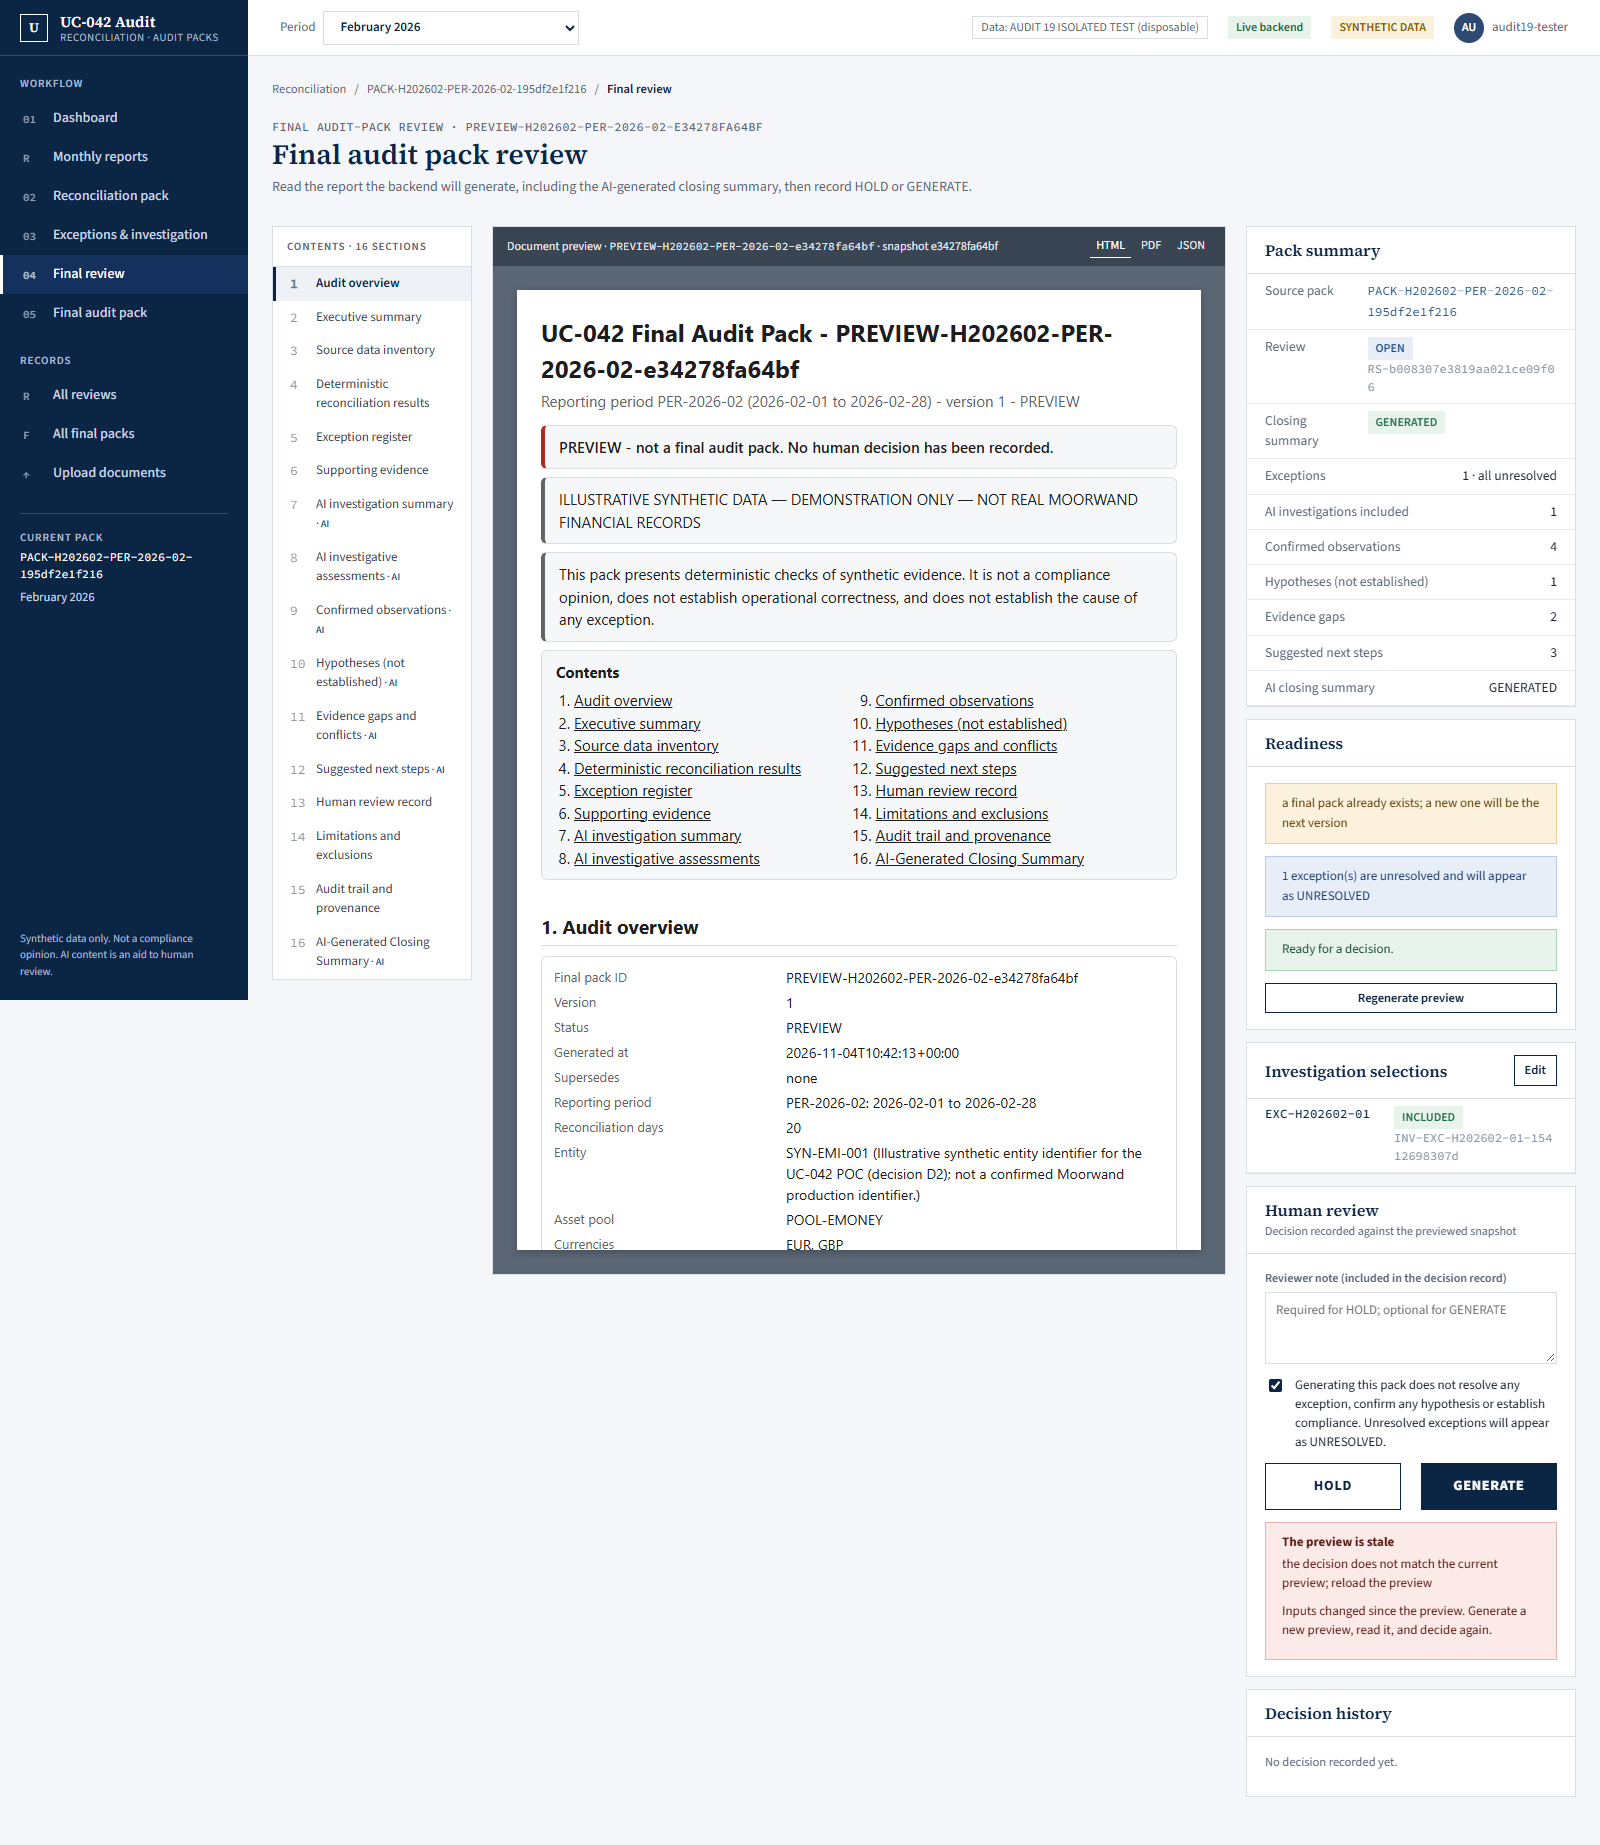 U
UC-042 Audit
RECONCILIATION · AUDIT PACKS
WORKFLOW
01 Dashboard
R Monthly reports
02 Reconciliation pack
03 Exceptions & investigation
04 Final review
05 Final audit pack
RECORDS
R All reviews
F All final packs
↑ Upload documents
CURRENT PACK
PACK-H202602-PER-2026-02-
195df2e1f216
February 2026
Synthetic data only. Not a compliance
opinion. AI content is an aid to human
review.
Period
February 2026
Data: AUDIT 19 ISOLATED TEST (disposable)
Live backend
SYNTHETIC DATA
AU
audit19-tester
Reconciliation / PACK-H202602-PER-2026-02-195df2e1f216 / Final review
FINAL AUDIT-PACK REVIEW · PREVIEW-H202602-PER-2026-02-E34278FA64BF
Final audit pack review
Read the report the backend will generate, including the AI-generated closing summary, then record HOLD or GENERATE.
CONTENTS · 16 SECTIONS
1 Audit overview
2 Executive summary
3 Source data inventory
4 Deterministic
reconciliation results
5 Exception register
6 Supporting evidence
7 AI investigation summary
· AI
8 AI investigative
assessments · AI
9 Confirmed observations ·
AI
10 Hypotheses (not
established) · AI
11 Evidence gaps and
conflicts · AI
12 Suggested next steps · AI
13 Human review record
14 Limitations and
exclusions
15 Audit trail and
provenance
16 AI-Generated Closing
Summary · AI
Document preview · PREVIEW-H202602-PER-2026-02-e34278fa64bf · snapshot e34278fa64bf
HTML PDF JSON
UC-042 Final Audit Pack - PREVIEW-H202602-PER-
2026-02-e34278fa64bf
Reporting period PER-2026-02 (2026-02-01 to 2026-02-28) - version 1 - PREVIEW
PREVIEW - not a final audit pack. No human decision has been recorded.
ILLUSTRATIVE SYNTHETIC DATA — DEMONSTRATION ONLY — NOT REAL MOORWAND
FINANCIAL RECORDS
This pack presents deterministic checks of synthetic evidence. It is not a compliance
opinion, does not establish operational correctness, and does not establish the cause of
any exception.
Contents
1. Audit overview
2. Executive summary
3. Source data inventory
4. Deterministic reconciliation results
5. Exception register
6. Supporting evidence
7. AI investigation summary
8. AI investigative assessments
9. Confirmed observations
10. Hypotheses (not established)
11. Evidence gaps and conflicts
12. Suggested next steps
13. Human review record
14. Limitations and exclusions
15. Audit trail and provenance
16. AI-Generated Closing Summary
1. Audit overview
Final pack ID PREVIEW-H202602-PER-2026-02-e34278fa64bf
Version 1
Status PREVIEW
Generated at 2026-11-04T10:42:13+00:00
Supersedes none
Reporting period PER-2026-02: 2026-02-01 to 2026-02-28
Reconciliation days 20
Entity SYN-EMI-001 (Illustrative synthetic entity identifier for the
UC-042 POC (decision D2); not a confirmed Moorwand
production identifier.)
Asset pool POOL-EMONEY
Currencies EUR, GBP
Pack summary
Source pack PACK-H202602-PER-2026-02-
195df2e1f216
Review OPEN
RS-b008307e3819aa021ce09f0
6
Closing GENERATED
summary
Exceptions 1 · all unresolved
AI investigations included 1
Confirmed observations 4
Hypotheses (not established) 1
Evidence gaps 2
Suggested next steps 3
AI closing summary GENERATED
Readiness
a final pack already exists; a new one will be the
next version
1 exception(s) are unresolved and will appear
as UNRESOLVED
Ready for a decision.
Regenerate preview
Investigation selections Edit
EXC-H202602-01 INCLUDED
INV-EXC-H202602-01-154
12698307d
Human review
Decision recorded against the previewed snapshot
Reviewer note (included in the decision record)
Required for HOLD; optional for GENERATE
Generating this pack does not resolve any
exception, confirm any hypothesis or establish
compliance. Unresolved exceptions will appear
as UNRESOLVED.
HOLD GENERATE
The preview is stale
the decision does not match the current
preview; reload the preview
Inputs changed since the preview. Generate a
new preview, read it, and decide again.
Decision history
No decision recorded yet.